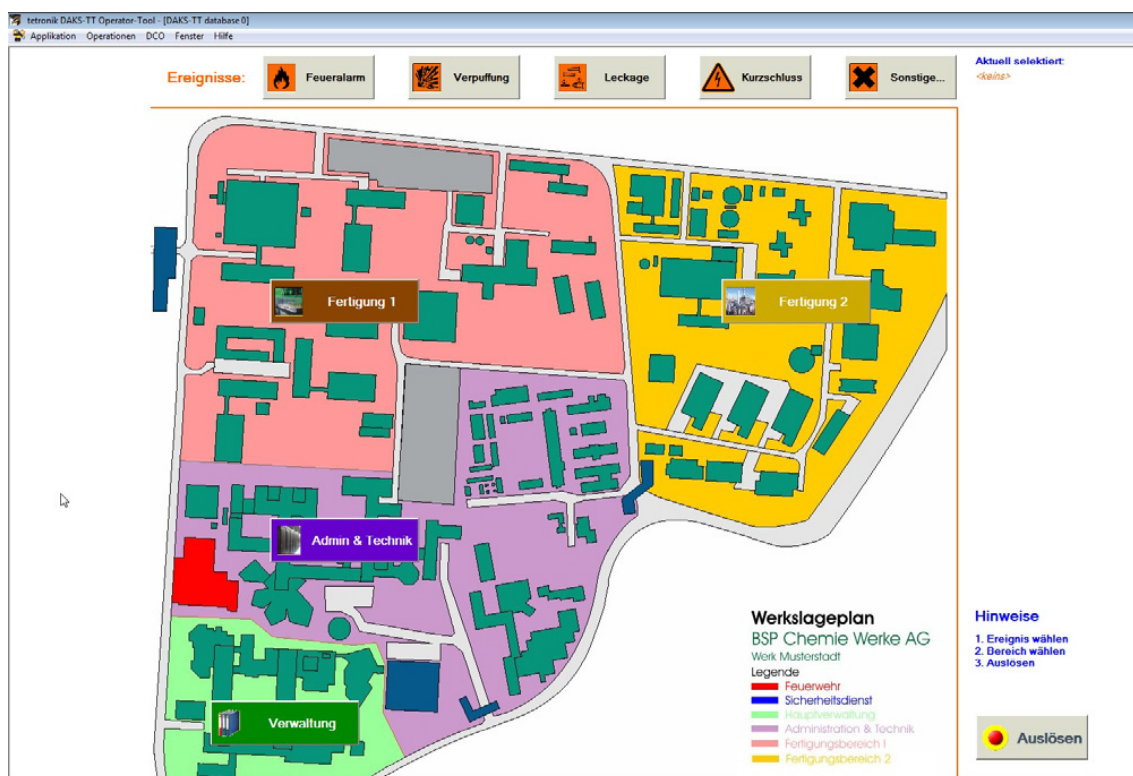 tetronik DAKS-TT Operator-Tool - [DAKS-TT database 0]
Applikation Operationen DCO Fenster Hilfe
Ereignisse: Feueralarm Verpuffung Leckage Kurzschluss Sonstige...
Aktuell selektiert:
<keins>
Fertigung 1
Fertigung 2
Admin & Technik
Verwaltung
Werkslageplan
BSP Chemie Werke AG
Werk Musterstadt
Legende
Feuerwehr
Sicherheitsdienst
Hauptverwaltung
Administration & Technik
Fertigungsbereich 1
Fertigungsbereich 2
Hinweise
1. Ereignis wählen
2. Bereich wählen
3. Auslösen
Auslösen